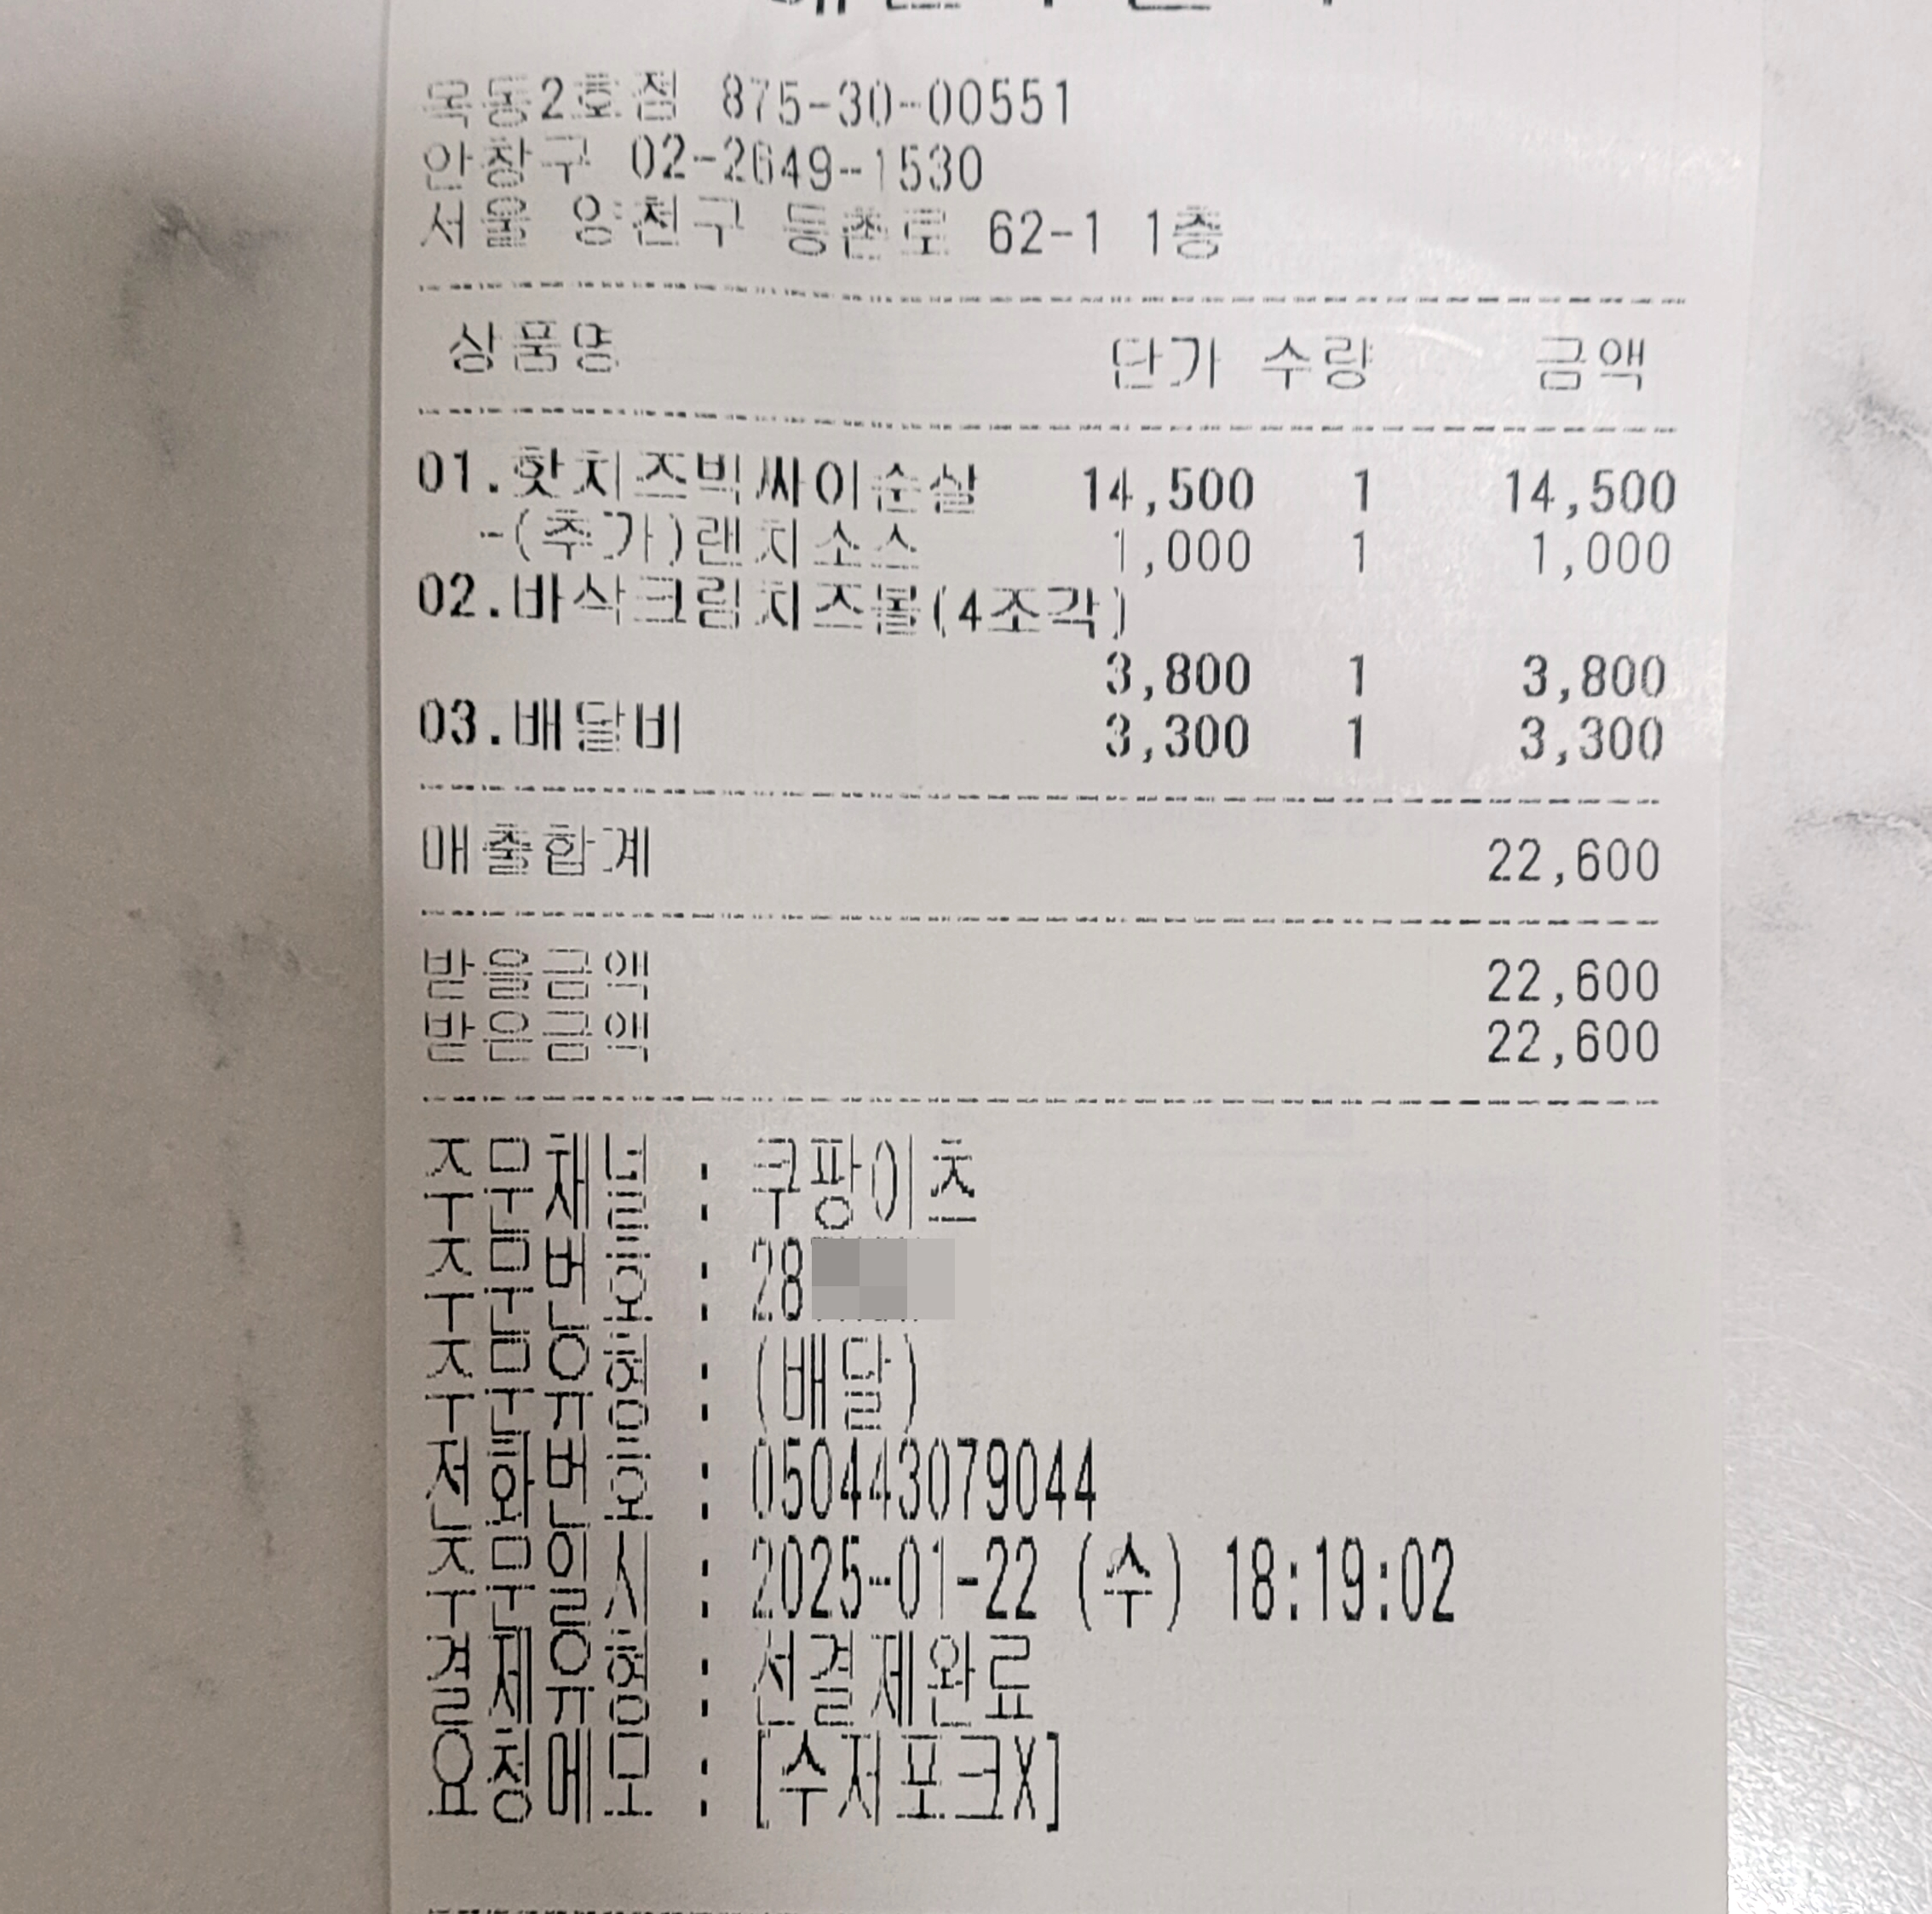 목동2호점 875-30-00551
안창구 02-2649-1530
서울 양천구 등촌로 62-1 1층
상품명 단가 수량 금액
01.핫치즈빅싸이순살 14,500 1 14,500
-(추가)랜치소스 1,000 1 1,000
02.바삭크림치즈볼(4조각)
3,800 1 3,800
03.배달비 3,300 1 3,300
매출합계 22,600
받을금액 22,600
받은금액 22,600
주문채널 : 쿠팡이츠
주문번호 : 28
주문유형 : (배달)
전화번호 : 050443079044
주문일시 : 2025-01-22 (수) 18:19:02
결제유형 : 선결제완료
요청메모 : [수저포크X]